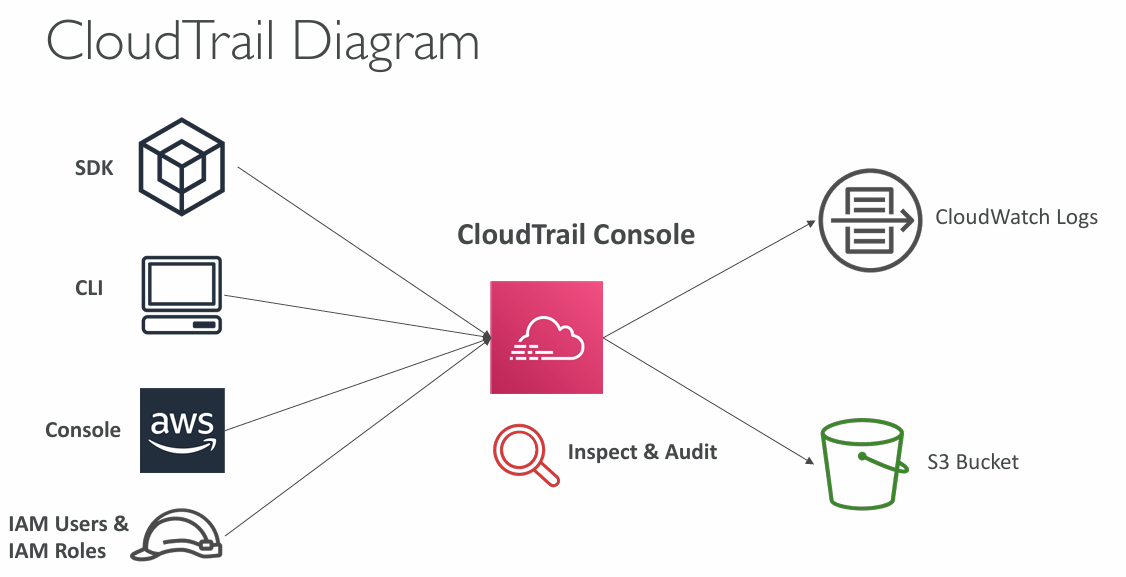 CloudTrail Diagram
SDK
CLI
Console
aws
IAM Users &
IAM Roles
CloudTrail Console
Inspect & Audit
CloudWatch Logs
S3 Bucket